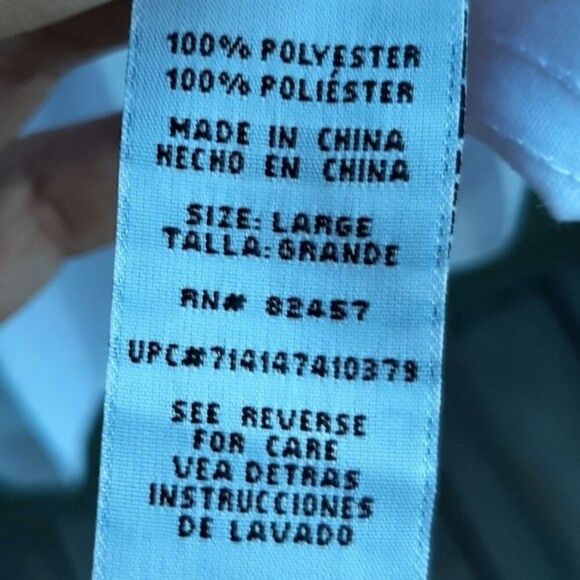 100% POLYESTER
100% POLIÉSTER
MADE IN CHINA
HECHO EN CHINA
SIZE: LARGE
TALLA: GRANDE
RN# 82457
UPC#714147410379
SEE REVERSE
FOR CARE
VEA DETRAS
INSTRUCCIONES
DE LAVADO